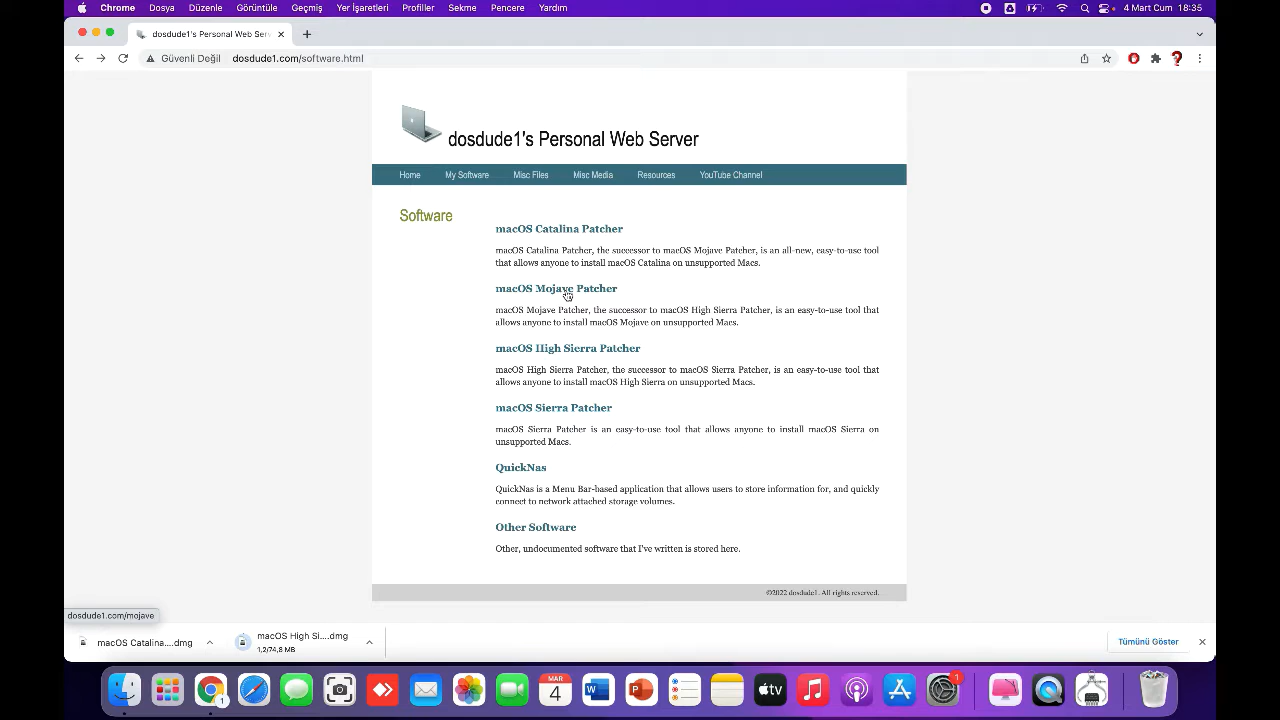 Chrome Dosya Düzenle Görüntüle Geçmiş Yer İşaretleri Profiller Sekme Pencere Yardım 4 Mart Cum 18:35
dosdude1's Personal Web Serv
Güvenli Değil dosdude1.com/software.html
dosdude1's Personal Web Server
Home My Software Misc Files Misc Media Resources YouTube Channel
Software
macOS Catalina Patcher
macOS Catalina Patcher, the successor to macOS Mojave Patcher, is an all-new, easy-to-use tool
that allows anyone to install macOS Catalina on unsupported Macs.
macOS Mojave Patcher
macOS Mojave Patcher, the successor to macOS High Sierra Patcher, is an easy-to-use tool that
allows anyone to install macOS Mojave on unsupported Macs.
macOS High Sierra Patcher
macOS High Sierra Patcher, the successor to macOS Sierra Patcher, is an easy-to-use tool that
allows anyone to install macOS High Sierra on unsupported Macs.
macOS Sierra Patcher
macOS Sierra Patcher is an easy-to-use tool that allows anyone to install macOS Sierra on
unsupported Macs.
QuickNas
QuickNas is a Menu Bar-based application that allows users to store information for, and quickly
connect to network attached storage volumes.
Other Software
Other, undocumented software that I've written is stored here.
©2022 dosdude1. All rights reserved.
dosdude1.com/mojave
macOS Catalina....dmg
macOS High Si....dmg
1,2/74,8 MB
Tümünü Göster
MAR
4
1
tv
1